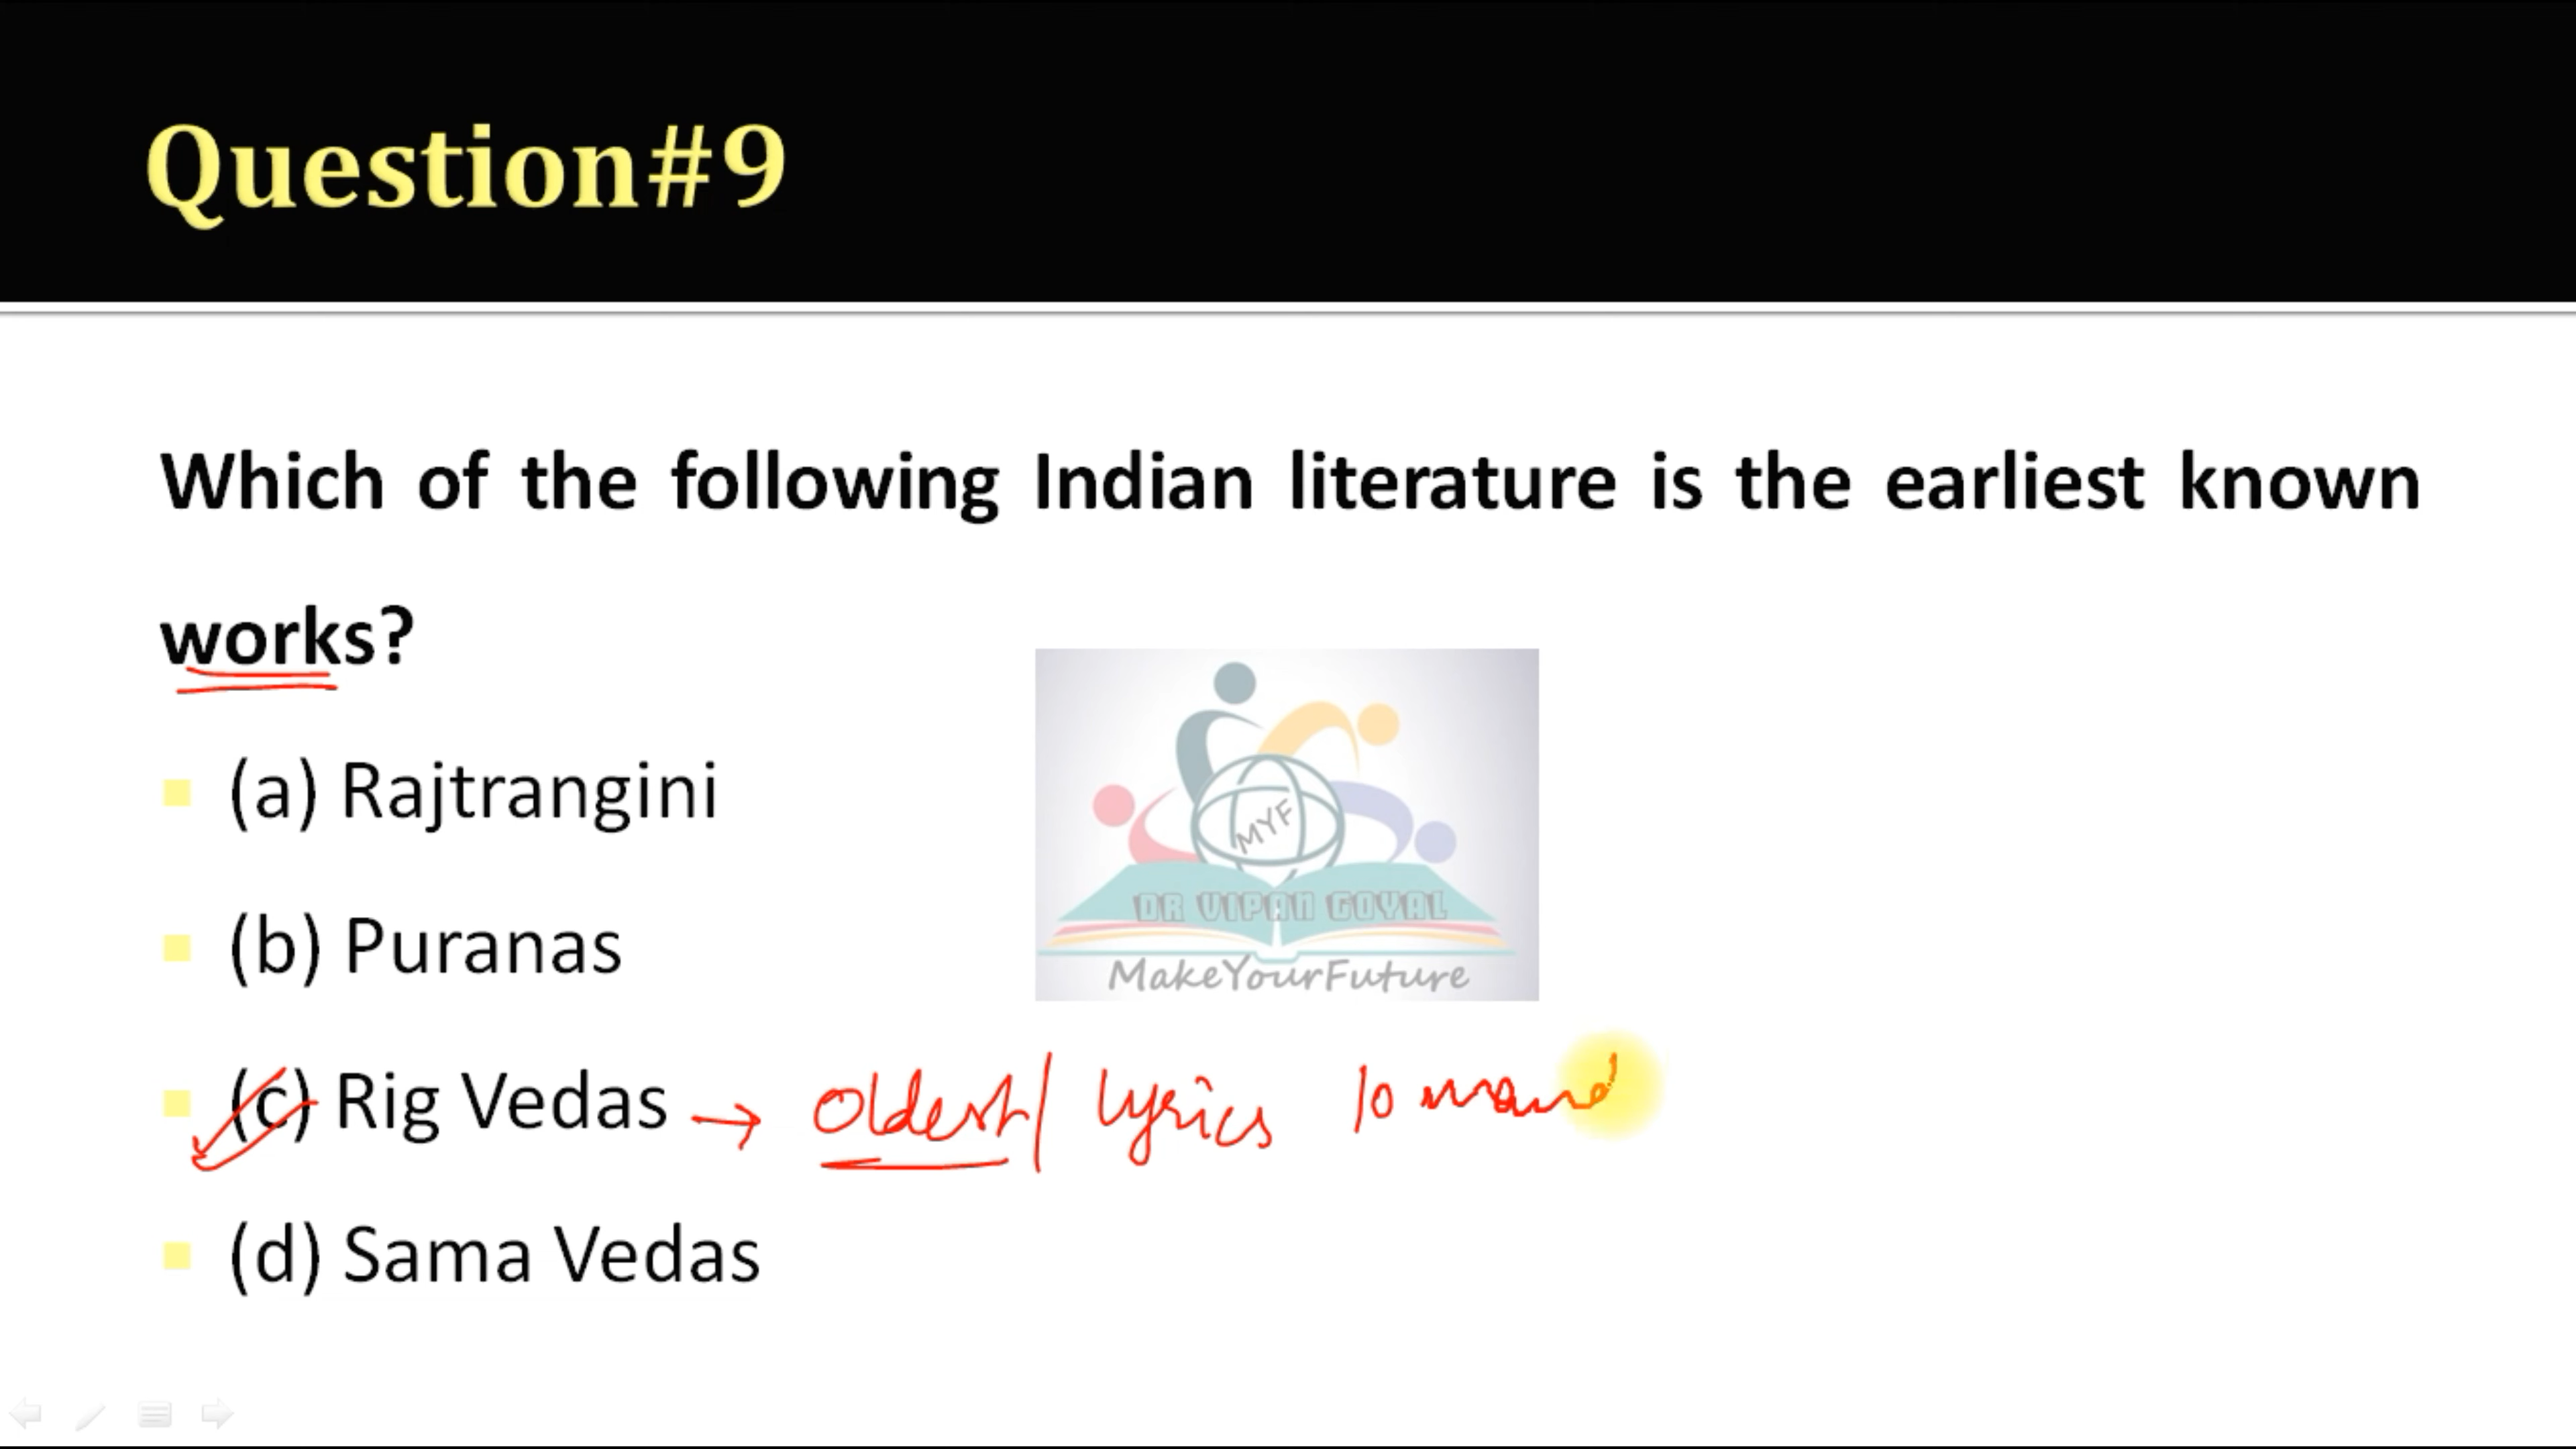 Question#9
Which of the following Indian literature is the earliest known
works?
(a) Rajtrangini
MYF
DR VIPAN GOYAL
MakeYourFuture
(b) Puranas
(c) Rig Vedas → Oldest/ lyrics 10 mand
(d) Sama Vedas